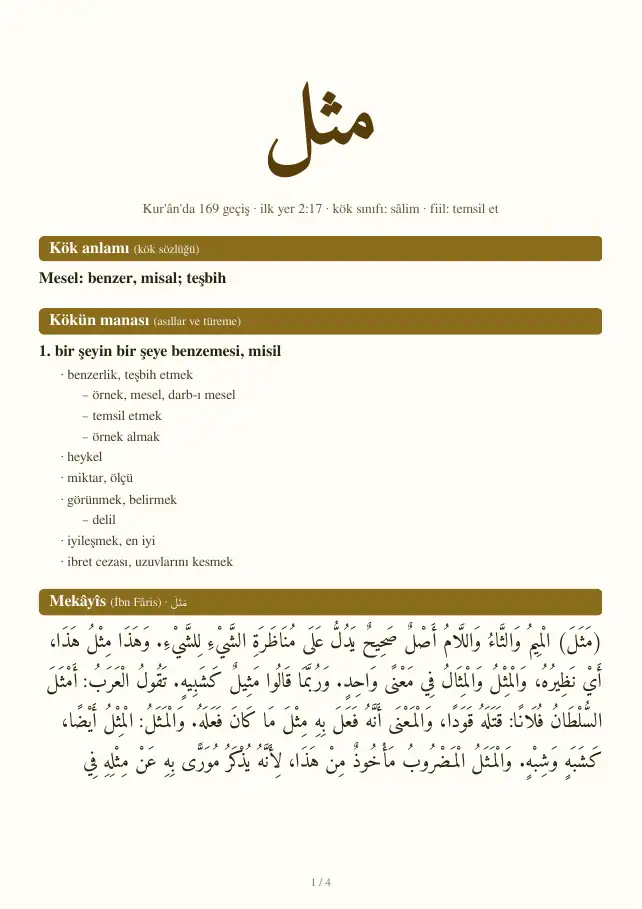 مثل
Kur'ân'da 169 geçiş · ilk yer 2:17 · kök sınıfı: sâlim · fiil: temsil et
Kök anlamı (kök sözlüğü)
Mesel: benzer, misal; teşbih
Kökün manası (asıllar ve türeme)
1. bir şeyin bir şeye benzemesi, misil
· benzerlik, teşbih etmek
– örnek, mesel, darb-ı mesel
– temsil etmek
– örnek almak
· heykel
· miktar, ölçü
· görünmek, belirmek
– delil
· iyileşmek, en iyi
· ibret cezası, uzuvlarını kesmek
Mekâyîs (İbn Fâris) · مَثَلَ
(مَثَلَ) الْمِيمُ وَالثَّاءُ وَاللَّامُ أَصْلٌ صَحِيحٌ يَدُلُّ عَلَى مُنَاظَرَةِ الشَّيْءِ لِلشَّيْءِ. وَهَذَا مِثْلُ هَذَا،
أَيْ نَظِيرُهُ، وَالْمِثْلُ وَالْمِثَالُ فِي مَعْنًى وَاحِدٍ. وَرُبَّمَا قَالُوا مَثِيلٌ كَشَبِيهٍ. تَقُولُ الْعَرَبُ: أَمْثَلَ
السُّلْطَانُ فُلَانًا: قَتَلَهُ قَوَدًا، وَالْمَعْنَى أَنَّهُ فَعَلَ بِهِ مِثْلَ مَا كَانَ فَعَلَهُ. وَالْمَثَلُ: الْمِثْلُ أَيْضًا،
كَشَبَهٍ وَشِبْهٍ. وَالْمَثَلُ الْمَضْرُوبُ مَأْخُوذٌ مِنْ هَذَا، لِأَنَّهُ يُذْكَرُ مُوَرًّى بِهِ عَنْ مِثْلِهِ فِي
1 / 4